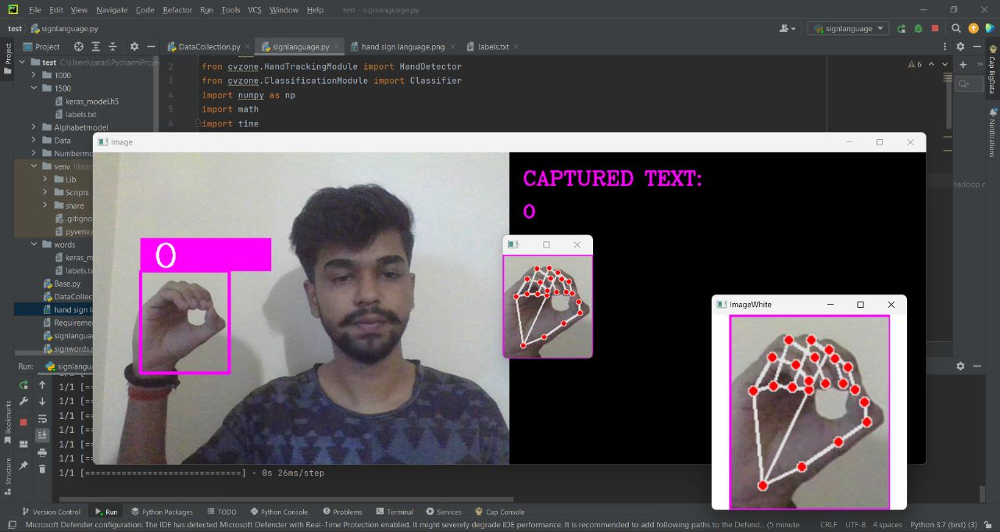 File Edit View Navigate Code Refactor Run Tools VCS Window Help test - signlanguage.py
test signlanguage.py signlanguage
Project DataCollection.py signlanguage.py hand sign language.png labels.txt
Project
test C:\Users\saras\PycharmProje
1000
1500
keras_model.h5
labels.txt
Alphabetmodel
Data
Numbermo
venv librar
Lib
Scripts
share
.gitigno
pyvenv.c
words
keras_m
labels.tx
Base.py
DataCollec
hand sign la
Requireme
signlangua
signwords.p
2 from cvzone.HandTrackingModule import HandDetector
3 from cvzone.ClassificationModule import Classifier
4 import numpy as np
5 import math
6 import time
6
Cap BigData
Notifications
Hadoop c
Image
O
CAPTURED TEXT:
O
ImageWhite
Run: signlangua
1/1 [==
1/1 [==
1/1 [==
1/1 [==
1/1 [==
1/1 [==
1/1 [==============================] - 0s 26ms/step
Bookmarks
Structure
Version Control Run Python Packages TODO Python Console Problems Terminal Services Cap Console
Microsoft Defender configuration: The IDE has detected Microsoft Defender with Real-Time Protection enabled. It might severely degrade IDE performance. It is recommended to add following paths to the Defend... (5 minute CRLF UTF-8 4 spaces Python 3.7 (test) (3)